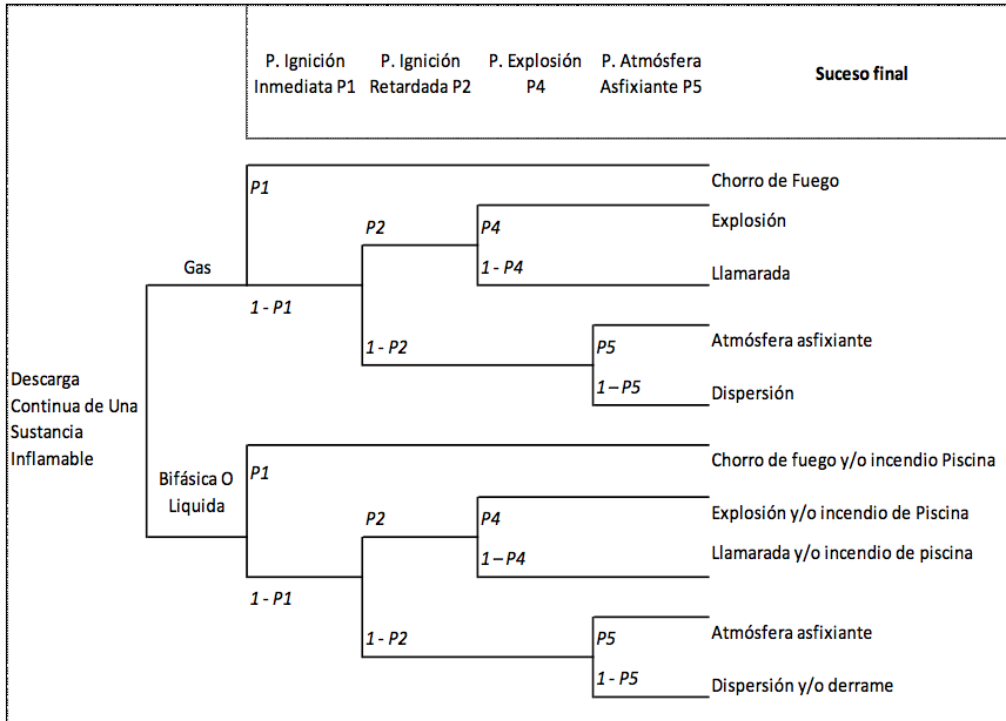 P. Ignición
Inmediata P1
P. Ignición
Retardada P2
P. Explosión
P4
P. Atmósfera
Asfixiante P5
Suceso final
P1
Chorro de Fuego
P2
P4
Explosión
1 - P4
Llamarada
Gas
1 - P1
1 - P2
P5
Atmósfera asfixiante
1 – P5
Dispersión
Descarga
Continua de Una
Sustancia
Inflamable
P1
Chorro de fuego y/o incendio Piscina
Bifásica O
Liquida
P2
P4
Explosión y/o incendio de Piscina
1 – P4
Llamarada y/o incendio de piscina
1 - P1
1 - P2
P5
Atmósfera asfixiante
1 - P5
Dispersión y/o derrame